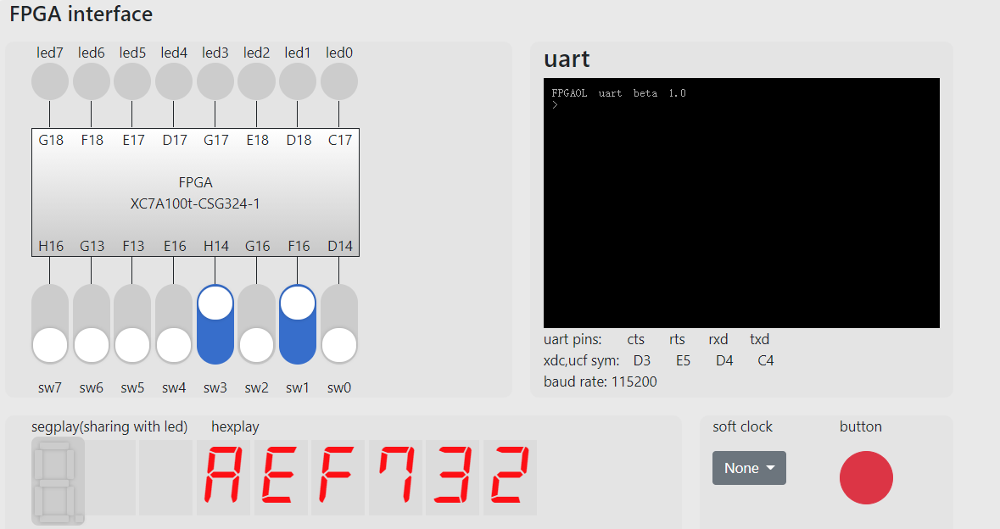 FPGA interface
led7 led6 led5 led4 led3 led2 led1 led0
G18 F18 E17 D17 G17 E18 D18 C17
FPGA
XC7A100t-CSG324-1
H16 G13 F13 E16 H14 G16 F16 D14
sw7 sw6 sw5 sw4 sw3 sw2 sw1 sw0
uart
FPGAOL uart beta 1.0
>
uart pins: cts rts rxd txd
xdc,ucf sym: D3 E5 D4 C4
baud rate: 115200
segplay(sharing with led) hexplay
AEF732
soft clock button
None